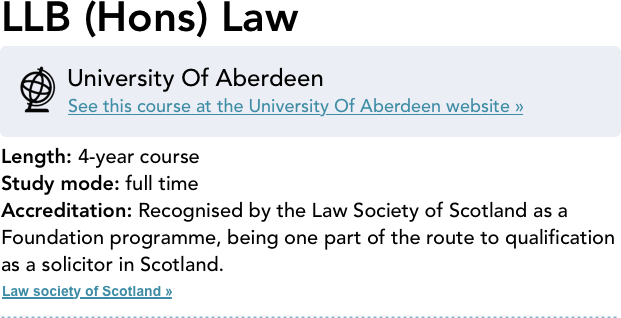 LLB (Hons) Law
University Of Aberdeen
See this course at the University Of Aberdeen website »
Length: 4-year course
Study mode: full time
Accreditation: Recognised by the Law Society of Scotland as a
Foundation programme, being one part of the route to qualification
as a solicitor in Scotland.
Law society of Scotland »